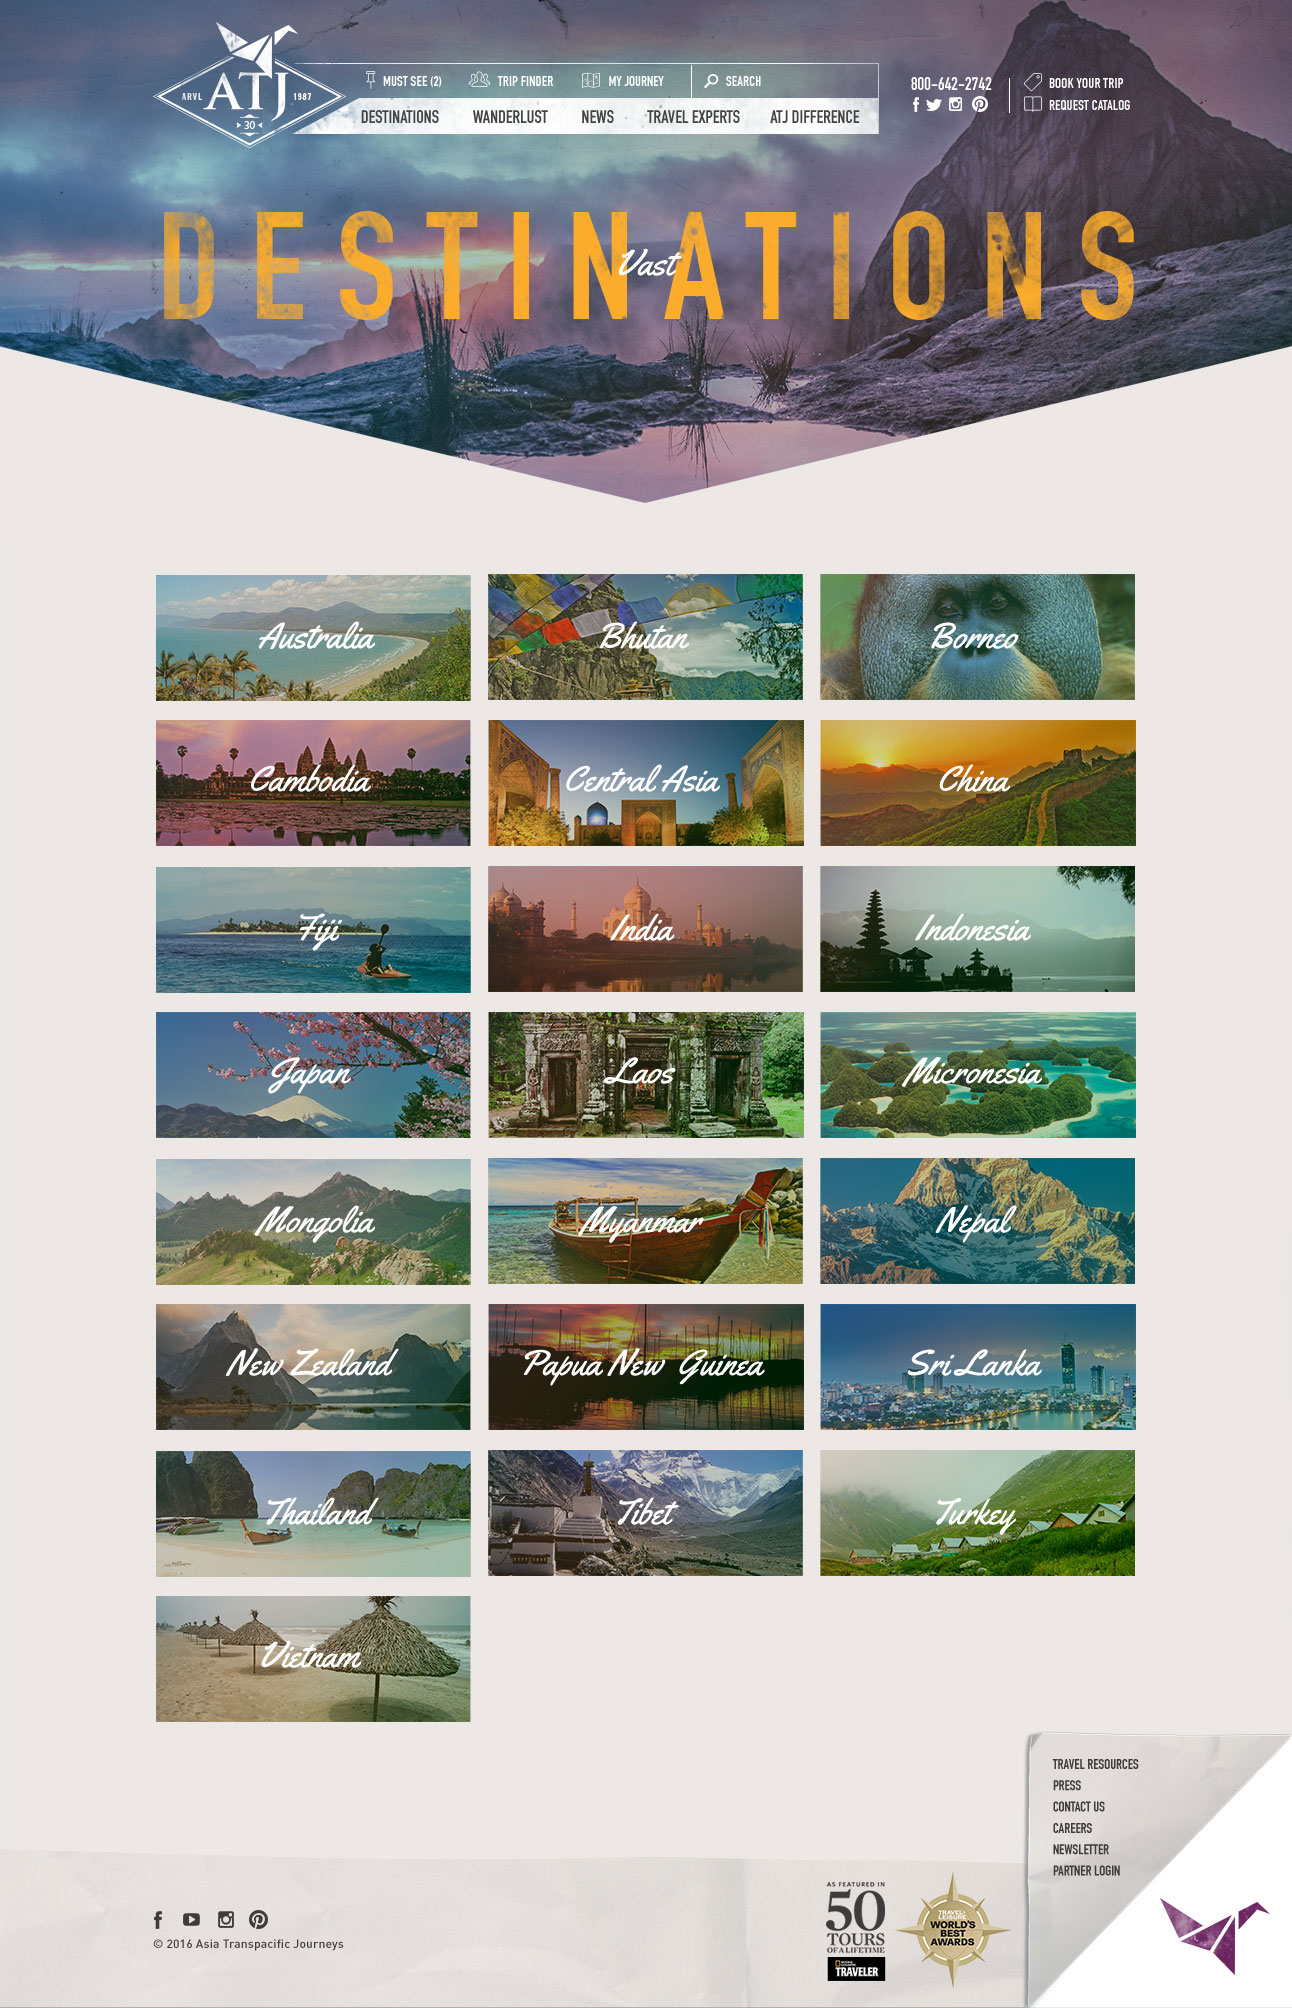 ATJ
ARVL 1987
30
MUST SEE (2)
TRIP FINDER
MY JOURNEY
SEARCH
800-642-2742
BOOK YOUR TRIP
REQUEST CATALOG
DESTINATIONS
WANDERLUST
NEWS
TRAVEL EXPERTS
ATJ DIFFERENCE
DESTINATIONS
Vast
Australia
Bhutan
Borneo
Cambodia
Central Asia
China
Fiji
India
Indonesia
Japan
Laos
Micronesia
Mongolia
Myanmar
Nepal
New Zealand
Papua New Guinea
Sri Lanka
Thailand
Tibet
Turkey
Vietnam
TRAVEL RESOURCES
PRESS
CONTACT US
CAREERS
NEWSLETTER
PARTNER LOGIN
AS FEATURED IN
50
TOURS
OF A LIFETIME
NATIONAL GEOGRAPHIC
TRAVELER
TRAVEL+
LEISURE
WORLD'S
BEST
AWARDS
© 2016 Asia Transpacific Journeys